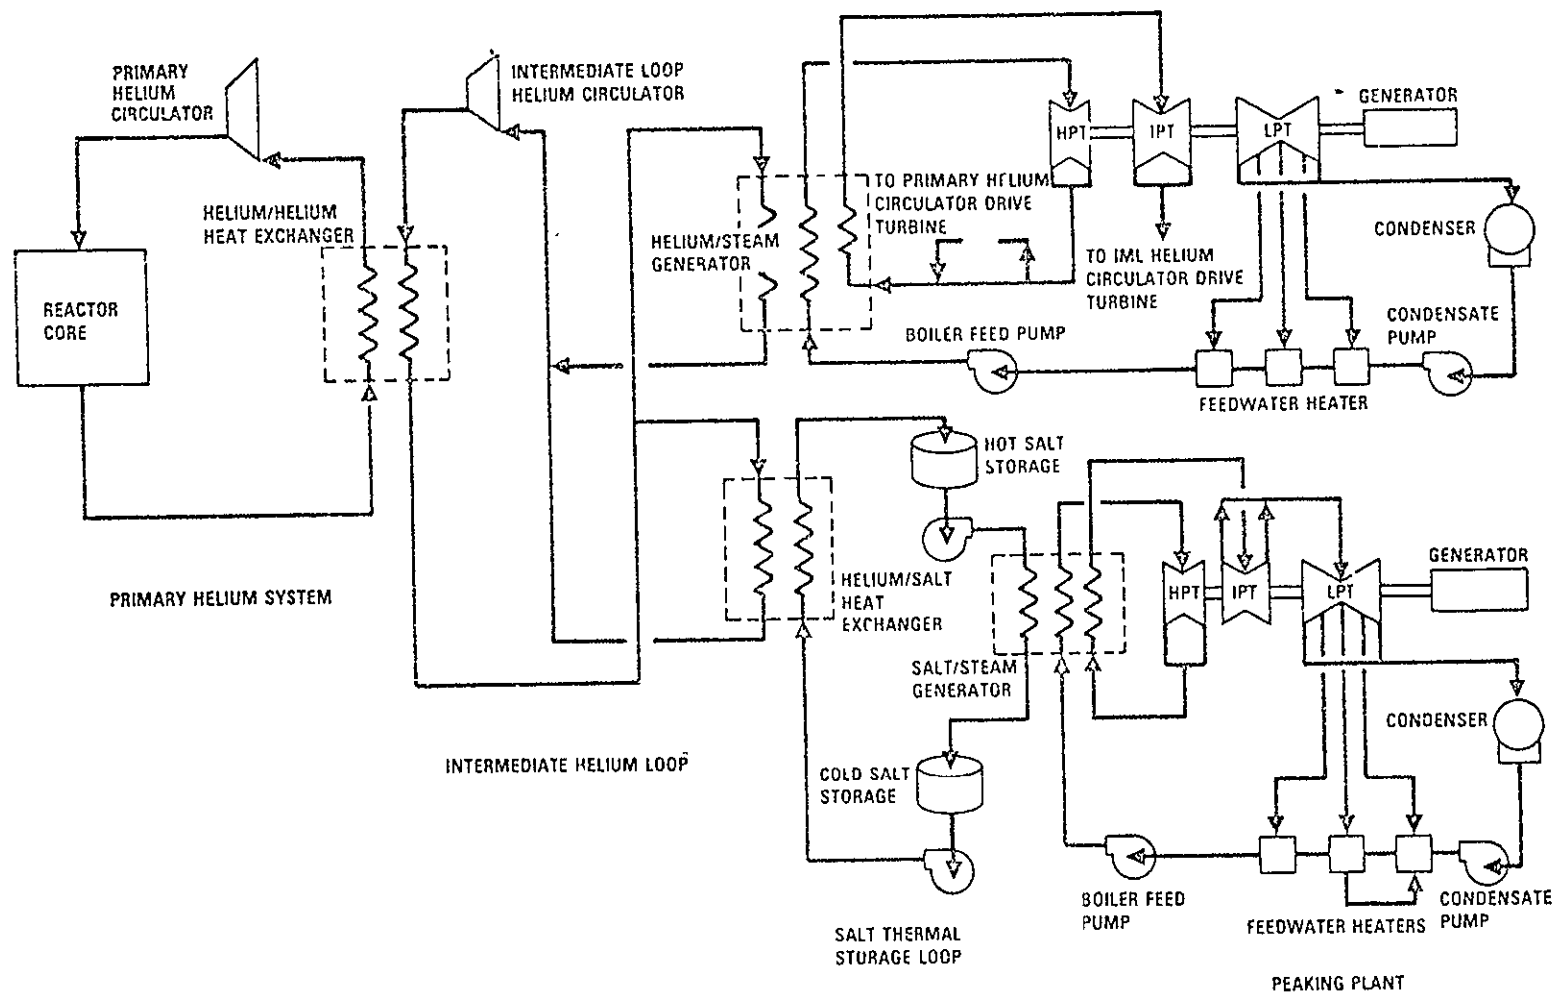 PRIMARY
HELIUM
CIRCULATOR
INTERMEDIATE LOOP
HELIUM CIRCULATOR
HELIUM/HELIUM
HEAT EXCHANGER
REACTOR
CORE
HELIUM/STEAM
GENERATOR
TO PRIMARY HELIUM
CIRCULATOR DRIVE
TURBINE
HPT
IPT
LPT
GENERATOR
TO IML HELIUM
CIRCULATOR DRIVE
TURBINE
CONDENSER
CONDENSATE
PUMP
BOILER FEED PUMP
FEEDWATER HEATER
HOT SALT
STORAGE
HELIUM/SALT
HEAT
EXCHANGER
SALT/STEAM
GENERATOR
HPT
IPT
LPT
GENERATOR
CONDENSER
PRIMARY HELIUM SYSTEM
INTERMEDIATE HELIUM LOOP
COLD SALT
STORAGE
BOILER FEED
PUMP
FEEDWATER HEATERS
CONDENSATE
PUMP
SALT THERMAL
STORAGE LOOP
PEAKING PLANT